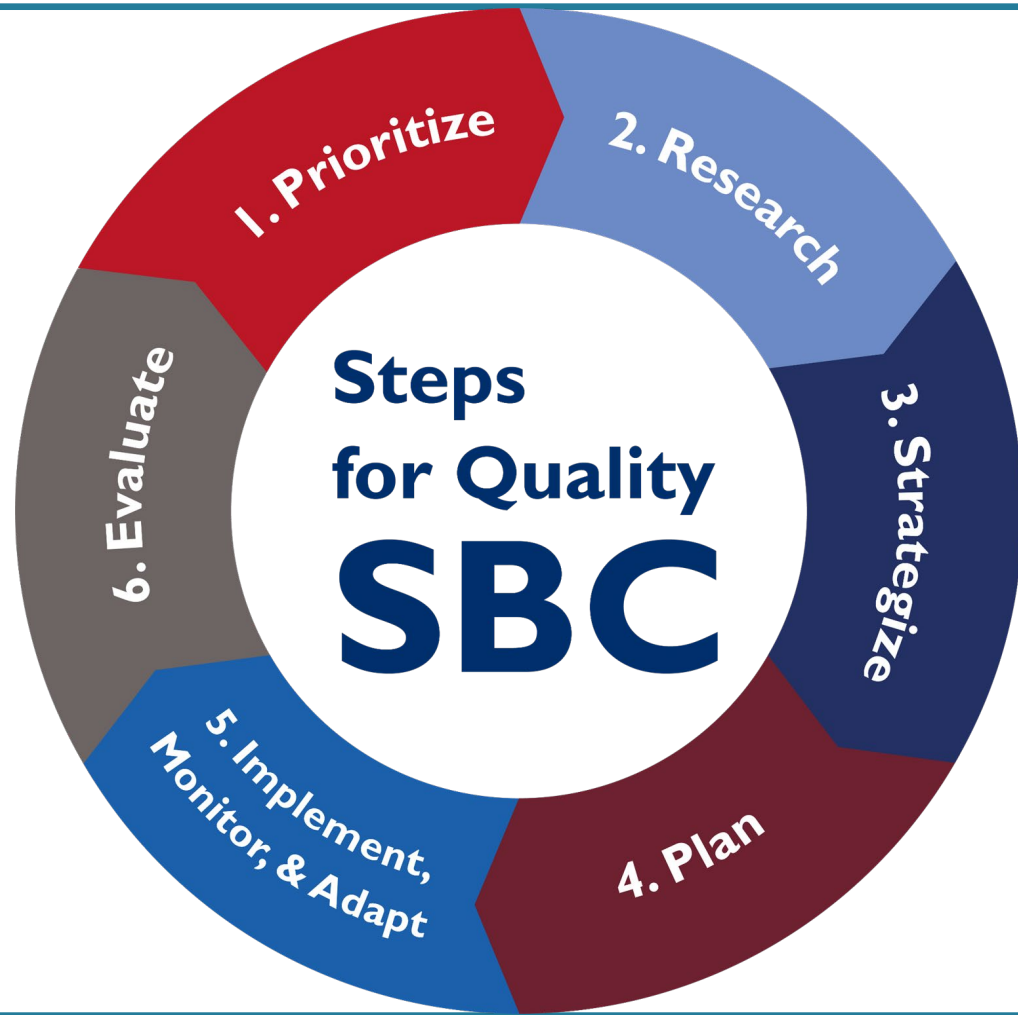 Steps
for Quality
SBC
1. Prioritize
2. Research
3. Strategize
4. Plan
5. Implement,
Monitor, & Adapt
6. Evaluate